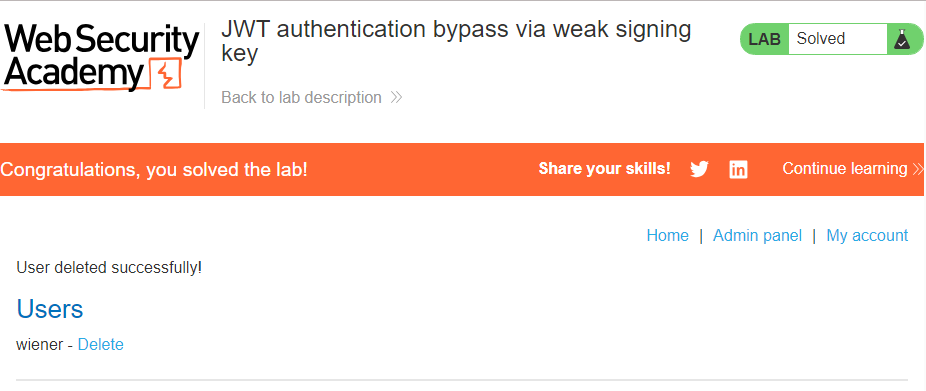 Web Security
Academy
JWT authentication bypass via weak signing
key
Back to lab description
LAB Solved
Congratulations, you solved the lab!
Share your skills!
Continue learning
Home | Admin panel | My account
User deleted successfully!
Users
wiener - Delete